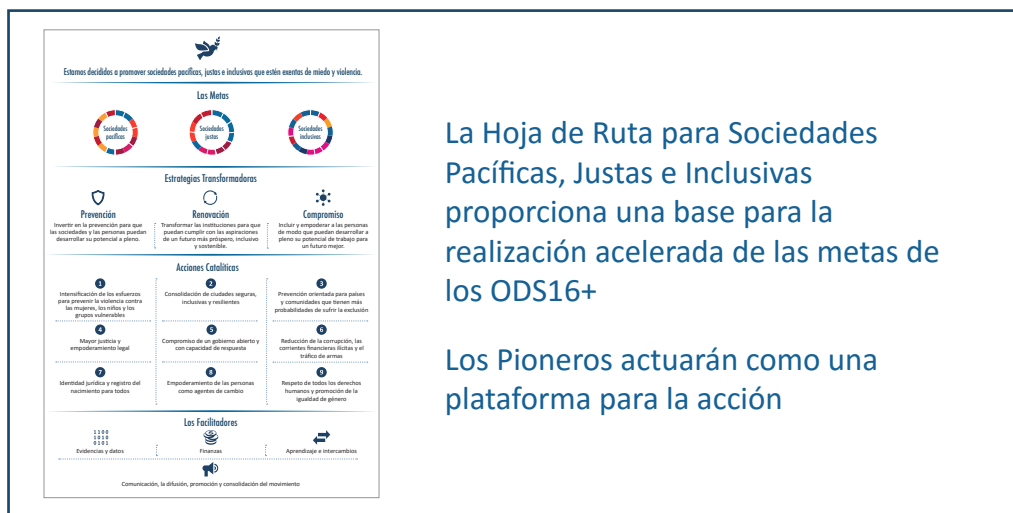 Estamos decididos a promover sociedades pacíficas, justas e inclusivas que estén exentas de miedo y violencia.
Las Metas
Sociedades
pacíficas
Sociedades
justas
Sociedades
inclusivas
Estrategias Transformadoras
Prevención
Invertir en la prevención para que
las sociedades y las personas puedan
desarrollar su potencial a pleno.
Renovación
Transformar las instituciones para que
puedan cumplir con las aspiraciones
de un futuro más próspero, inclusivo
y sostenible.
Compromiso
Incluir y empoderar a las personas
de modo que puedan desarrollar a
pleno su potencial de trabajo para
un futuro mejor.
Acciones Catalíticas
1
Intensificación de los esfuerzos
para prevenir la violencia contra
las mujeres, los niños y los
grupos vulnerables
2
Consolidación de ciudades seguras,
inclusivas y resilientes
3
Prevención orientada para países
y comunidades que tienen más
probabilidades de sufrir la exclusión
4
Mayor justicia y
empoderamiento legal
5
Compromiso de un gobierno abierto y
con capacidad de respuesta
6
Reducción de la corrupción, las
corrientes financieras ilícitas y el
tráfico de armas
7
Identidad jurídica y registro del
nacimiento para todos
8
Empoderamiento de las personas
como agentes de cambio
9
Respeto de todos los derechos
humanos y promoción de la
igualdad de género
Los Facilitadores
1100
1010
0101
Evidencias y datos
Finanzas
Aprendizaje e intercambios
Comunicación, la difusión, promoción y consolidación del movimiento
La Hoja de Ruta para Sociedades
Pacíficas, Justas e Inclusivas
proporciona una base para la
realización acelerada de las metas de
los ODS16+
Los Pioneros actuarán como una
plataforma para la acción